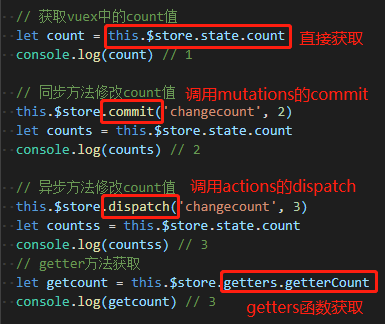 // 获取vuex中的count值
let count = this.$store.state.count 直接获取
console.log(count) // 1
// 同步方法修改count值 调用mutations的commit
this.$store.commit('changecount', 2)
let counts = this.$store.state.count
console.log(counts) // 2
// 异步方法修改count值 调用actions的dispatch
this.$store.dispatch('changecount', 3)
let countss = this.$store.state.count
console.log(countss) // 3
// getter方法获取
let getcount = this.$store.getters.getterCount
console.log(getcount) // 3 getters函数获取